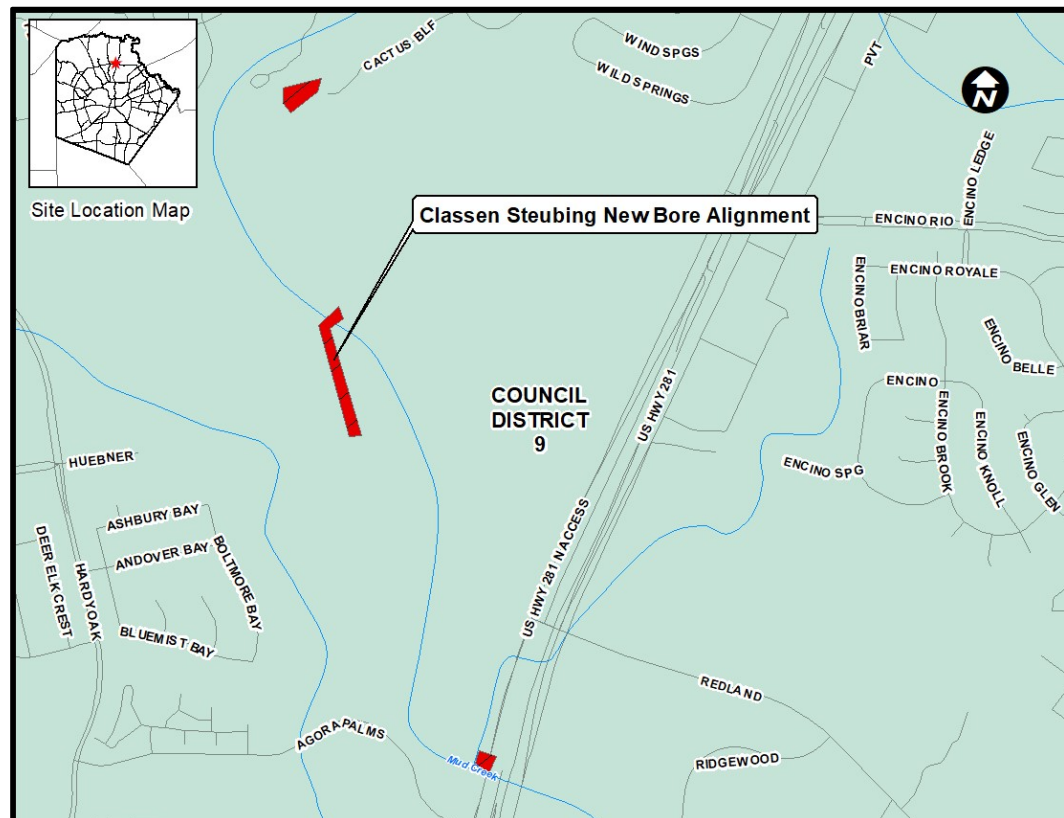 Site Location Map
CACTUS BLF
WIND SPGS
WILD SPRINGS
PVT
N
ENCINO LEDGE
Classen Steubing New Bore Alignment
ENCINO RIO
ENCINO ROYALE
ENCINO BRIAR
ENCINO BELLE
COUNCIL
DISTRICT
9
US HWY 281
ENCINO
ENCINO BROOK
ENCINO KNOLL
ENCINO GLEN
ENCINO SPG
HUEBNER
ASHBURY BAY
ANDOVER BAY
BOLTMORE BAY
DEER ELK CREST
HARDY OAK
BLUEMIST BAY
US HWY 281 N ACCESS
REDLAND
AGORA PALMS
Mud Creek
RIDGEWOOD